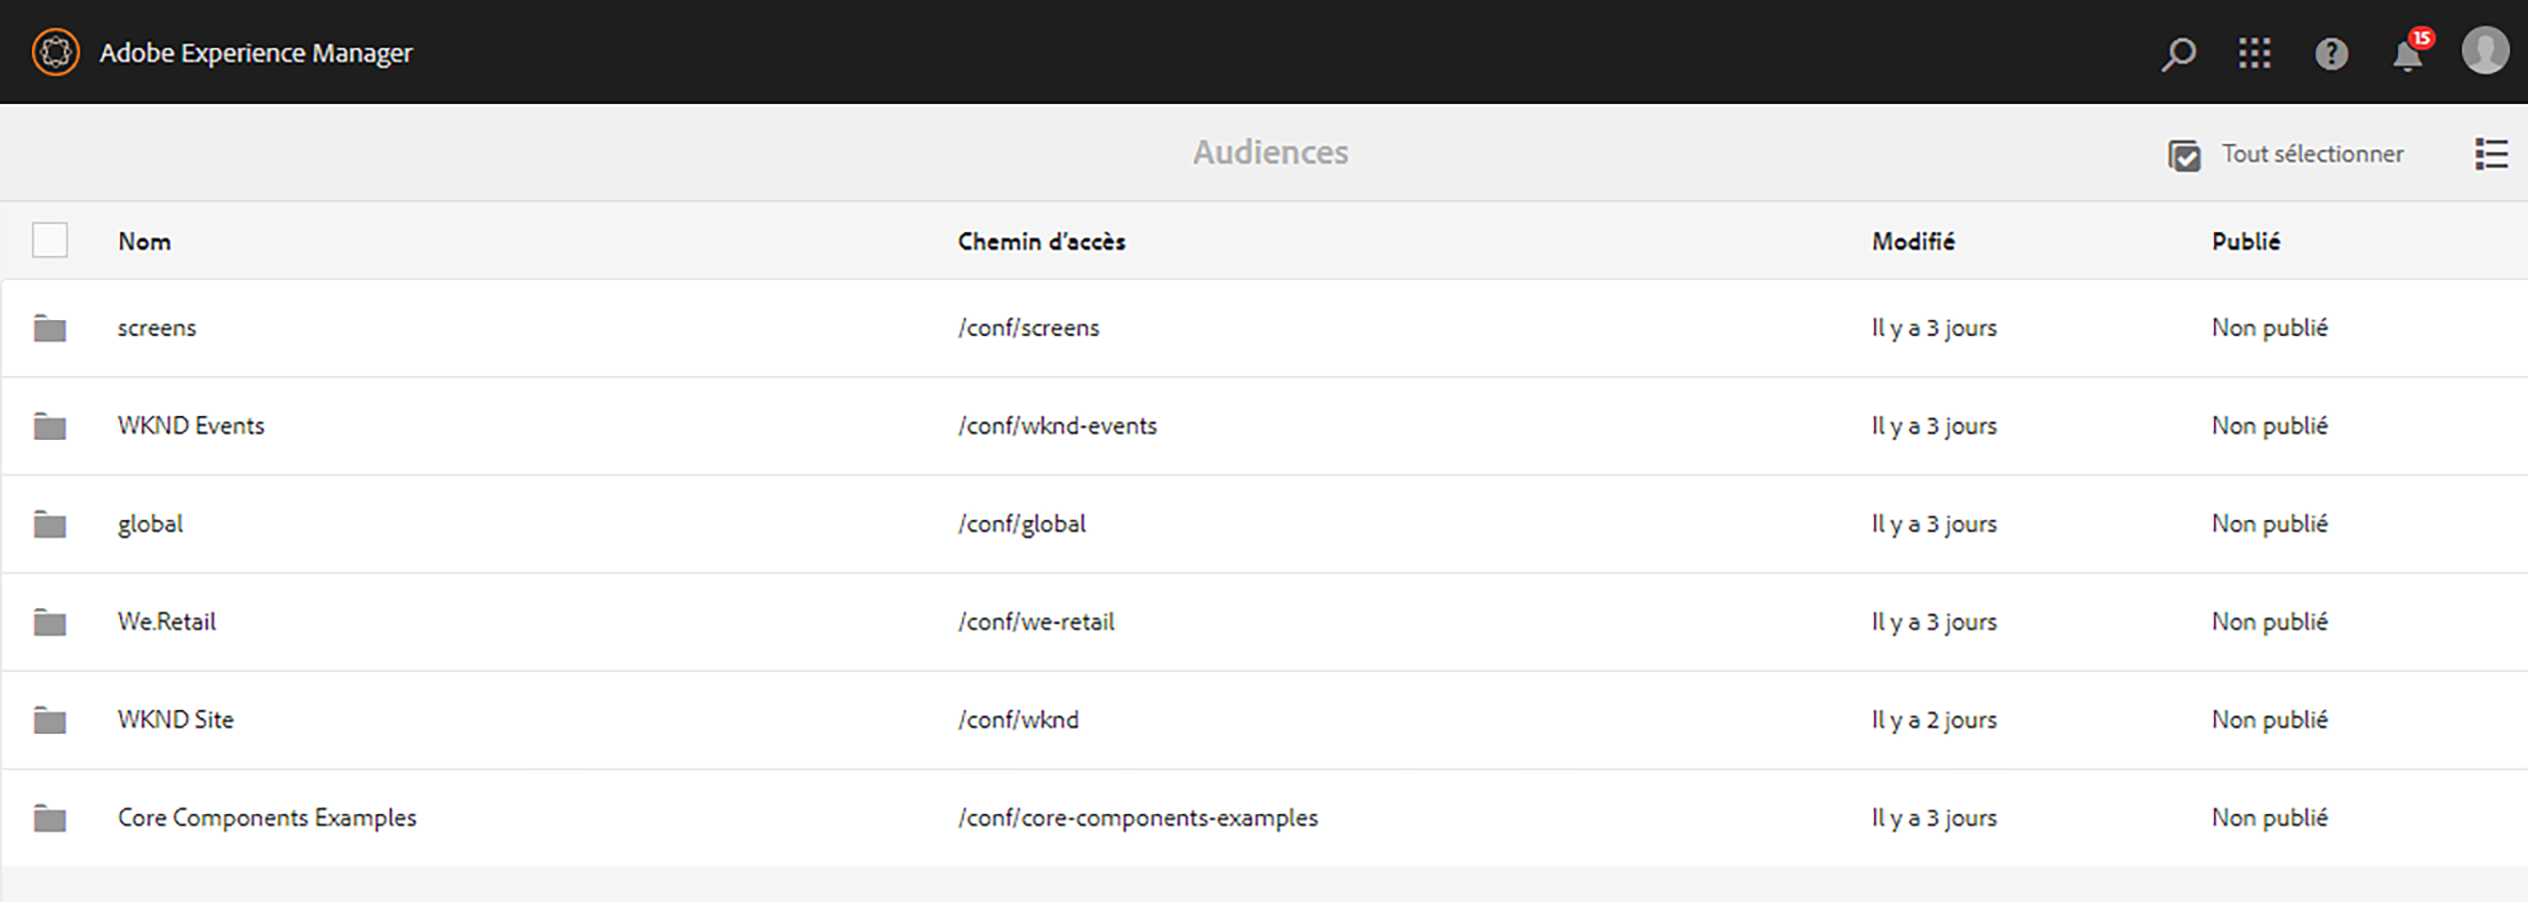 Adobe Experience Manager
15
Audiences
Tout sélectionner
Nom Chemin d'accès Modifié Publié
screens /conf/screens Il y a 3 jours Non publié
WKND Events /conf/wknd-events Il y a 3 jours Non publié
global /conf/global Il y a 3 jours Non publié
We.Retail /conf/we-retail Il y a 3 jours Non publié
WKND Site /conf/wknd Il y a 2 jours Non publié
Core Components Examples /conf/core-components-examples Il y a 3 jours Non publié